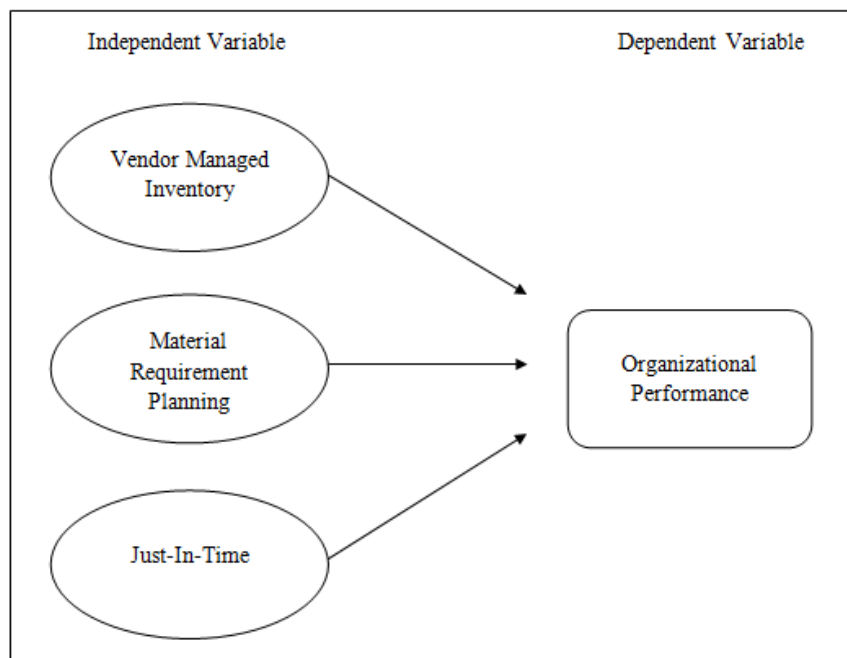 Independent Variable
Dependent Variable
Vendor Managed
Inventory
Material
Requirement
Planning
Organizational
Performance
Just-In-Time